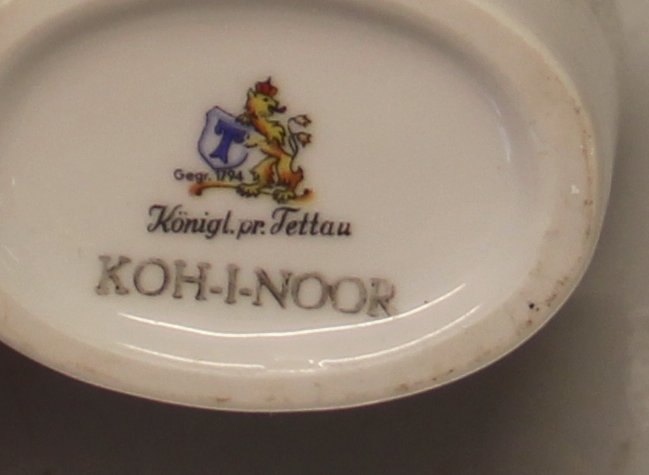 T
Gegr. 1794
Königl. pr. Tettau
KOH-I-NOOR